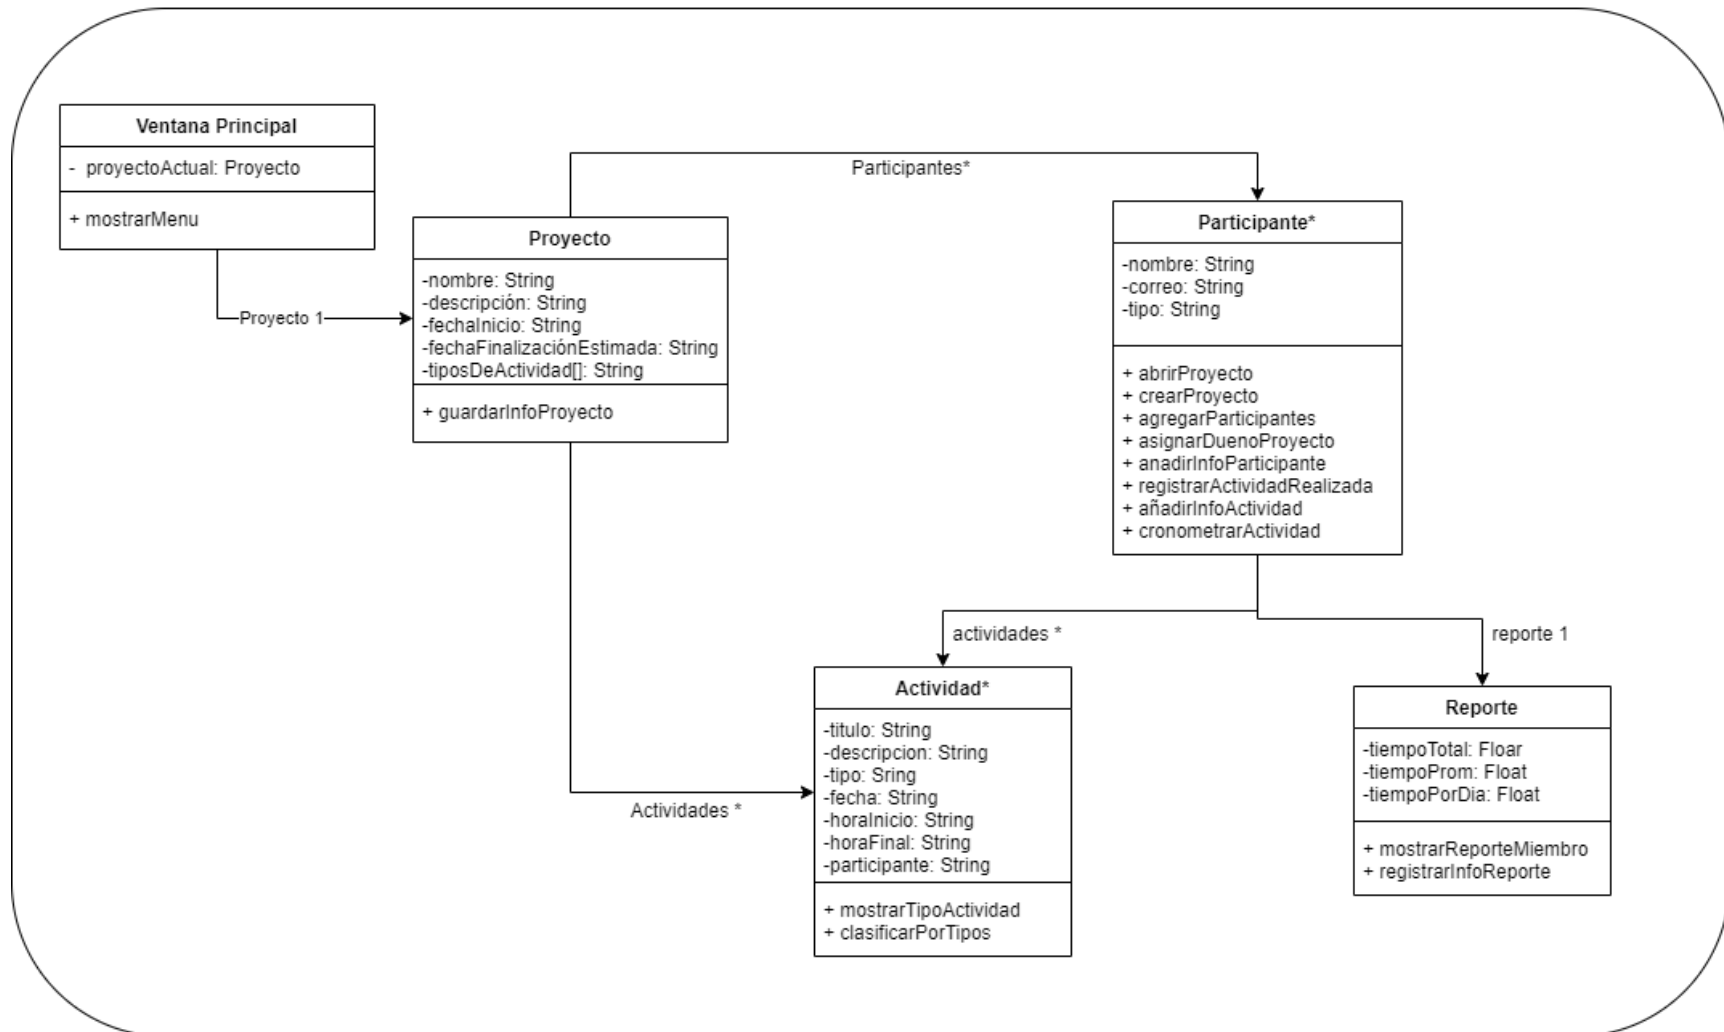 Ventana Principal
- proyectoActual: Proyecto
+ mostrarMenu
Proyecto 1
Proyecto
-nombre: String
-descripción: String
-fechaInicio: String
-fechaFinalizaciónEstimada: String
-tiposDeActividad[]: String
+ guardarInfoProyecto
Participantes*
Participante*
-nombre: String
-correo: String
-tipo: String
+ abrirProyecto
+ crearProyecto
+ agregarParticipantes
+ asignarDuenoProyecto
+ anadirInfoParticipante
+ registrarActividadRealizada
+ añadirInfoActividad
+ cronometrarActividad
actividades *
reporte 1
Actividades *
Actividad*
-titulo: String
-descripcion: String
-tipo: Sring
-fecha: String
-horaInicio: String
-horaFinal: String
-participante: String
+ mostrarTipoActividad
+ clasificarPorTipos
Reporte
-tiempoTotal: Floar
-tiempoProm: Float
-tiempoPorDia: Float
+ mostrarReporteMiembro
+ registrarInfoReporte